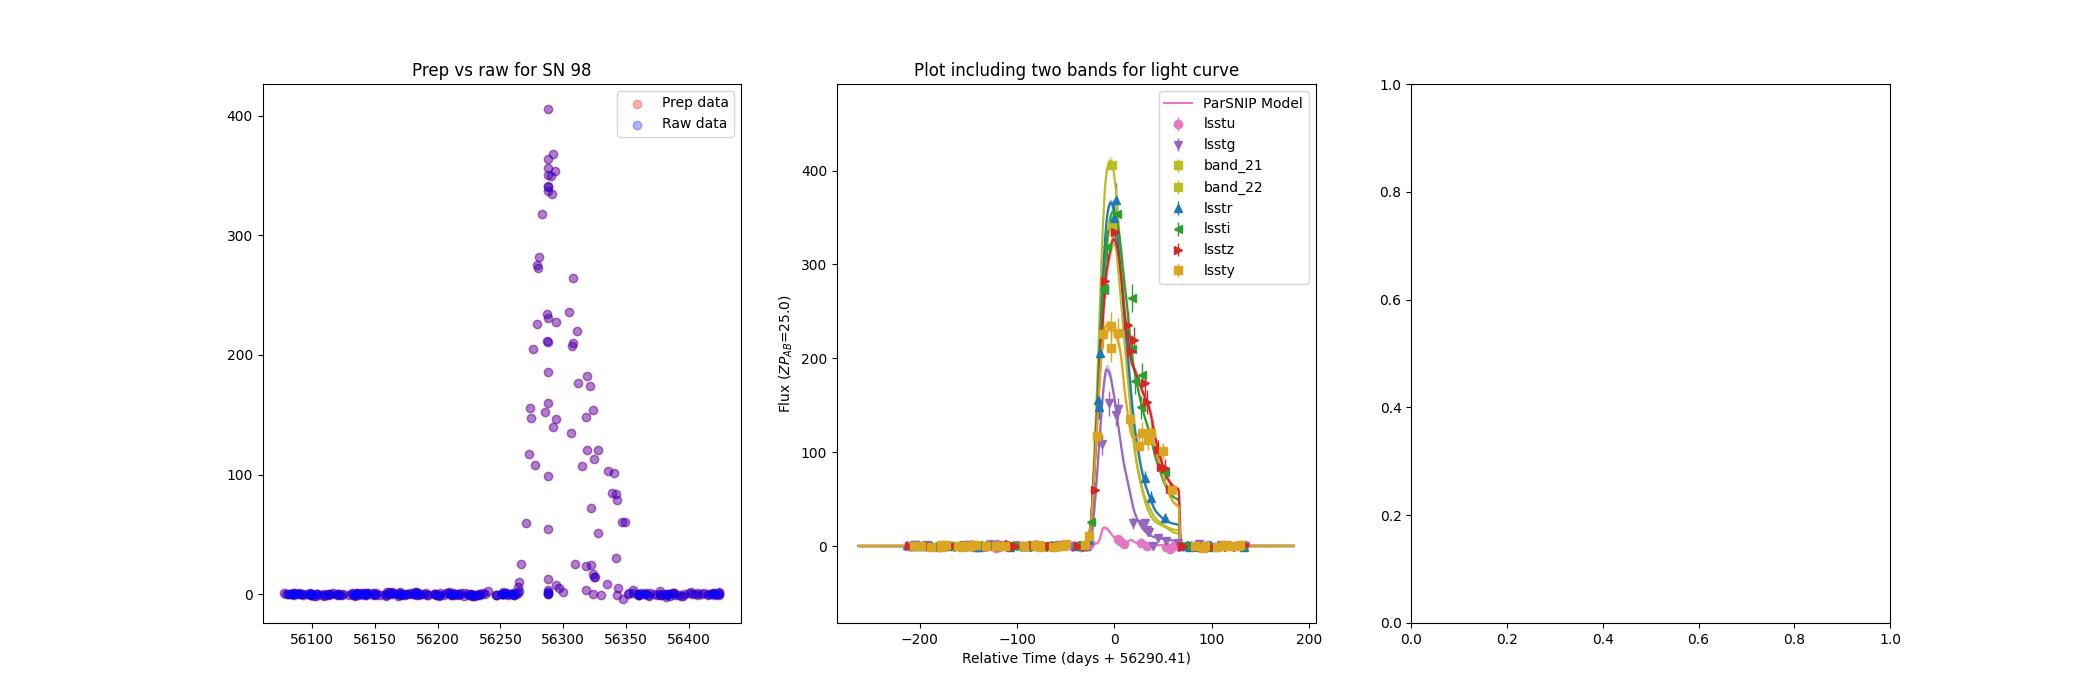 Prep vs raw for SN 98
Prep data
Raw data
400
300
200
100
0
56100 56150 56200 56250 56300 56350 56400
Plot including two bands for light curve
ParSNIP Model
lsstu
lsstg
band_21
band_22
lsstr
lssti
lsstz
lssty
Flux (ZP_AB=25.0)
400
300
200
100
0
−200 −100 0 100 200
Relative Time (days + 56290.41)
1.0
0.8
0.6
0.4
0.2
0.0
0.0 0.2 0.4 0.6 0.8 1.0